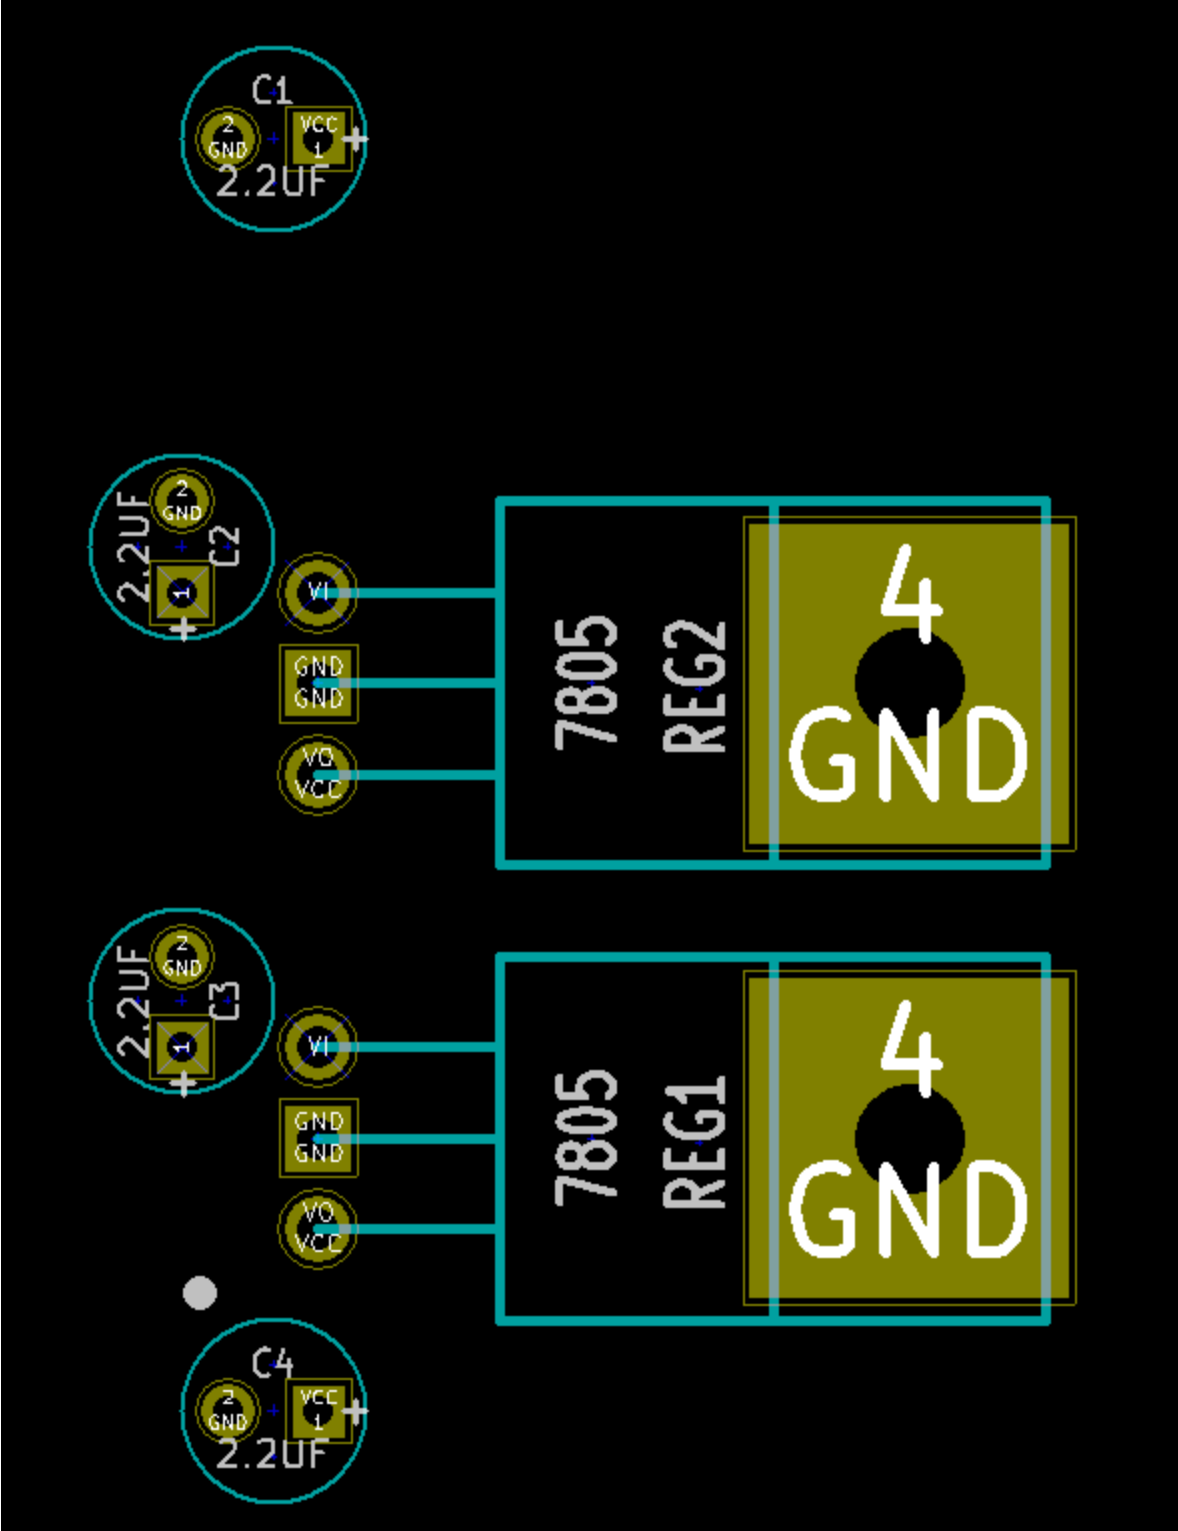 C1
2
GND
VCC
1
+
2.2UF
2.2UF
2
GND
C2
1
+
VI
GND
GND
VO
VCC
7805
REG2
4
GND
2.2UF
2
GND
C3
1
+
VI
GND
GND
VO
VCC
7805
REG1
4
GND
C4
2
GND
VCC
1
+
2.2UF